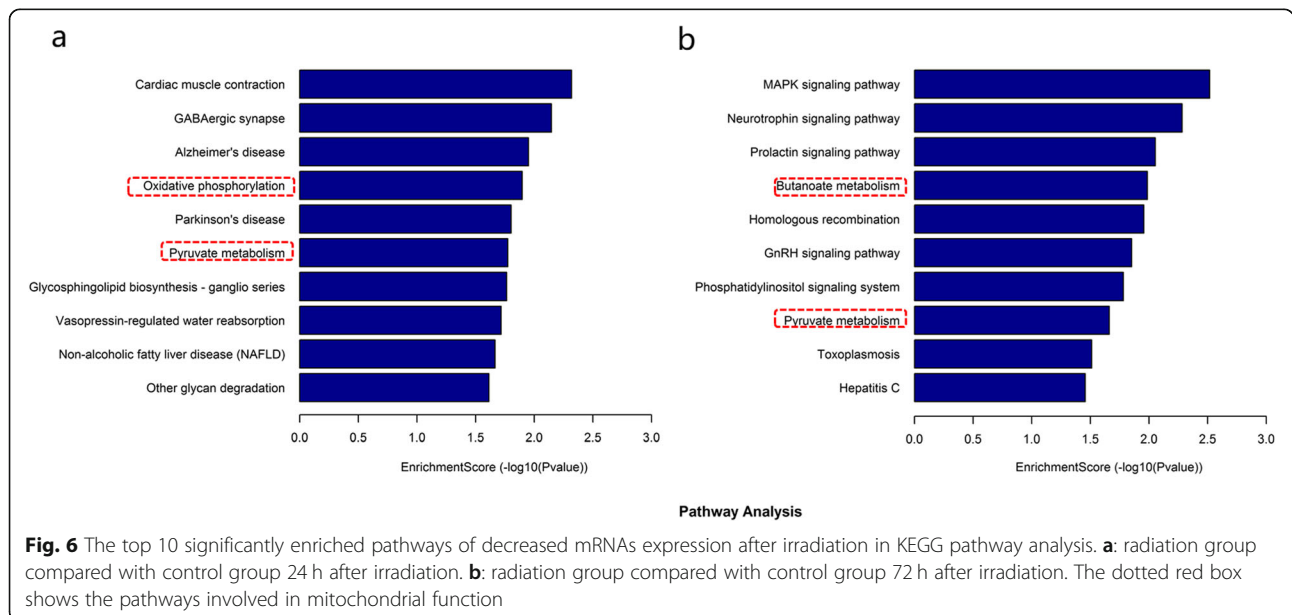 a
Cardiac muscle contraction
GABAergic synapse
Alzheimer's disease
Oxidative phosphorylation
Parkinson's disease
Pyruvate metabolism
Glycosphingolipid biosynthesis - ganglio series
Vasopressin-regulated water reabsorption
Non-alcoholic fatty liver disease (NAFLD)
Other glycan degradation
0.0 0.5 1.0 1.5 2.0 2.5 3.0
EnrichmentScore (-log10(Pvalue))
b
MAPK signaling pathway
Neurotrophin signaling pathway
Prolactin signaling pathway
Butanoate metabolism
Homologous recombination
GnRH signaling pathway
Phosphatidylinositol signaling system
Pyruvate metabolism
Toxoplasmosis
Hepatitis C
0.0 0.5 1.0 1.5 2.0 2.5 3.0
EnrichmentScore (-log10(Pvalue))
Pathway Analysis
Fig. 6 The top 10 significantly enriched pathways of decreased mRNAs expression after irradiation in KEGG pathway analysis. a: radiation group
compared with control group 24 h after irradiation. b: radiation group compared with control group 72 h after irradiation. The dotted red box
shows the pathways involved in mitochondrial function